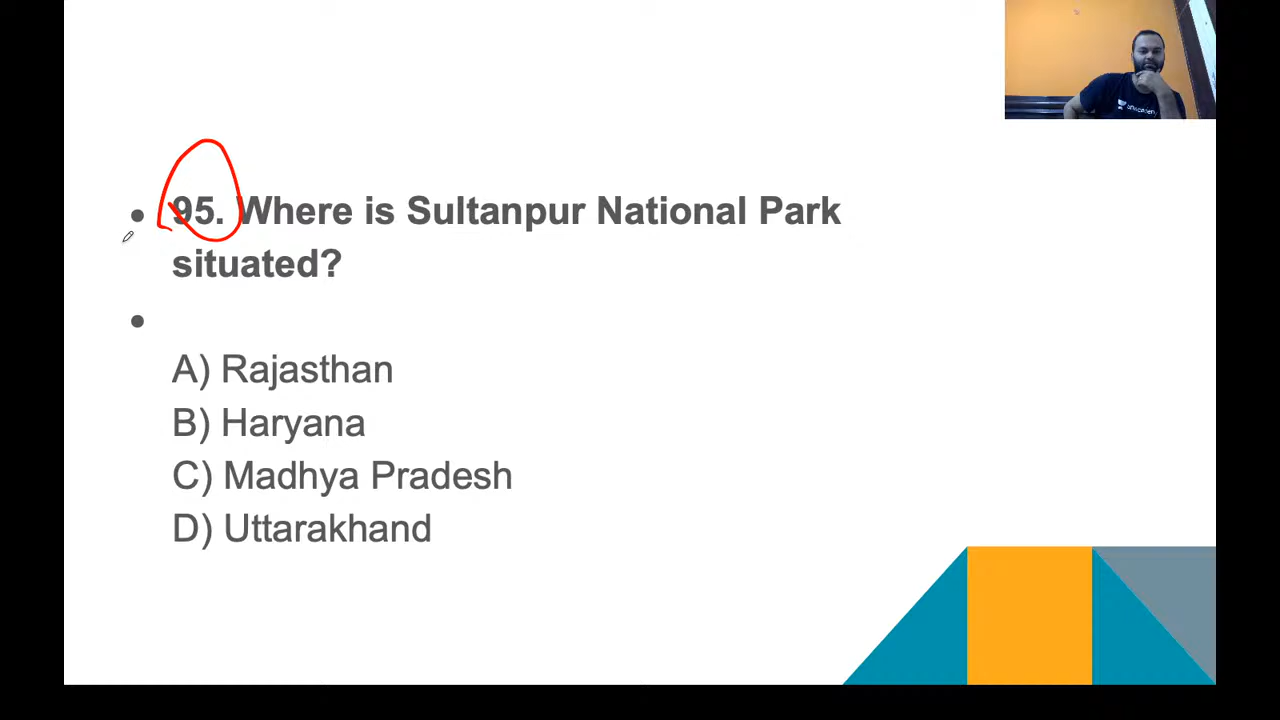 95. Where is Sultanpur National Park
situated?
A) Rajasthan
B) Haryana
C) Madhya Pradesh
D) Uttarakhand